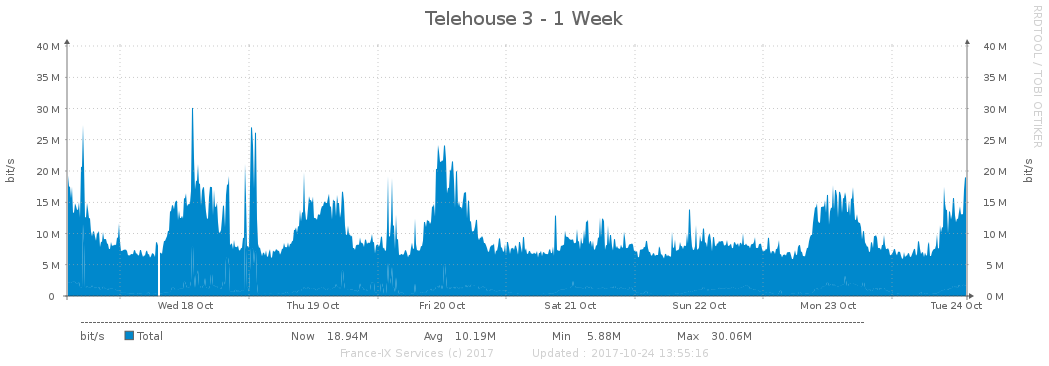 Telehouse 3 - 1 Week
RRDTOOL / TOBI OETIKER
40 M 40 M
35 M 35 M
30 M 30 M
25 M 25 M
20 M 20 M
15 M 15 M
10 M 10 M
5 M 5 M
0 0 M
bit/s
bit/s
Wed 18 Oct Thu 19 Oct Fri 20 Oct Sat 21 Oct Sun 22 Oct Mon 23 Oct Tue 24 Oct
bit/s Total Now 18.94M Avg 10.19M Min 5.88M Max 30.06M
France-IX Services (c) 2017 Updated : 2017-10-24 13:55:16